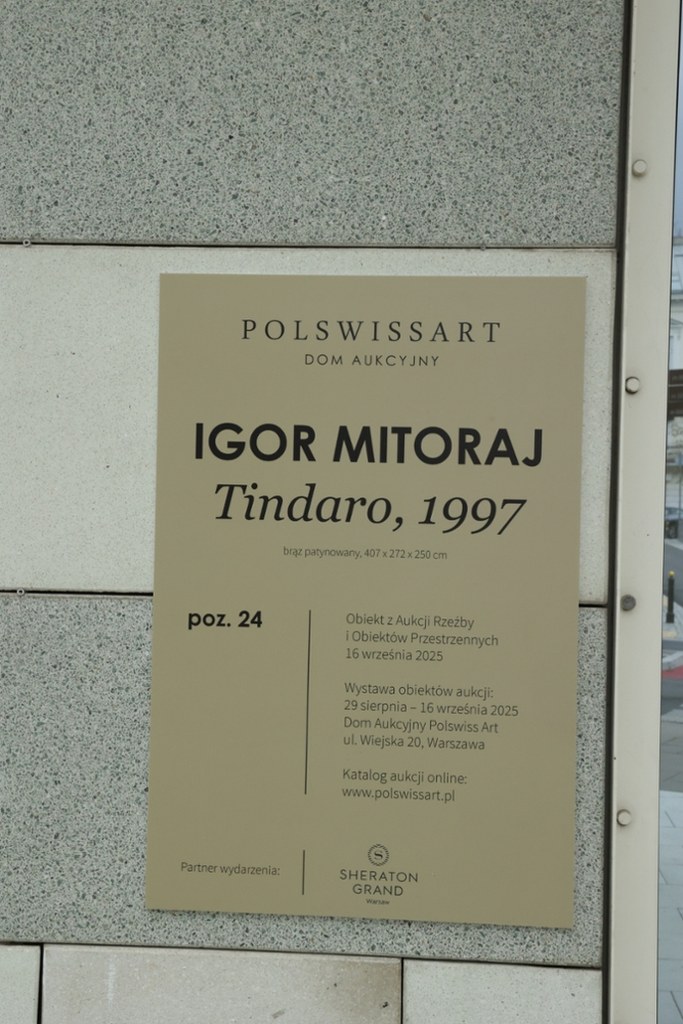 POLSWISSART
DOM AUKCYJNY
IGOR MITORAJ
Tindaro, 1997
brąz patynowany, 407 x 272 x 250 cm
poz. 24
Obiekt z Aukcji Rzeźby
i Obiektów Przestrzennych
16 września 2025
Wystawa obiektów aukcji:
29 sierpnia – 16 września 2025
Dom Aukcyjny Polswiss Art
ul. Wiejska 20, Warszawa
Katalog aukcji online:
www.polswissart.pl
Partner wydarzenia:
SHERATON
GRAND
Warsaw